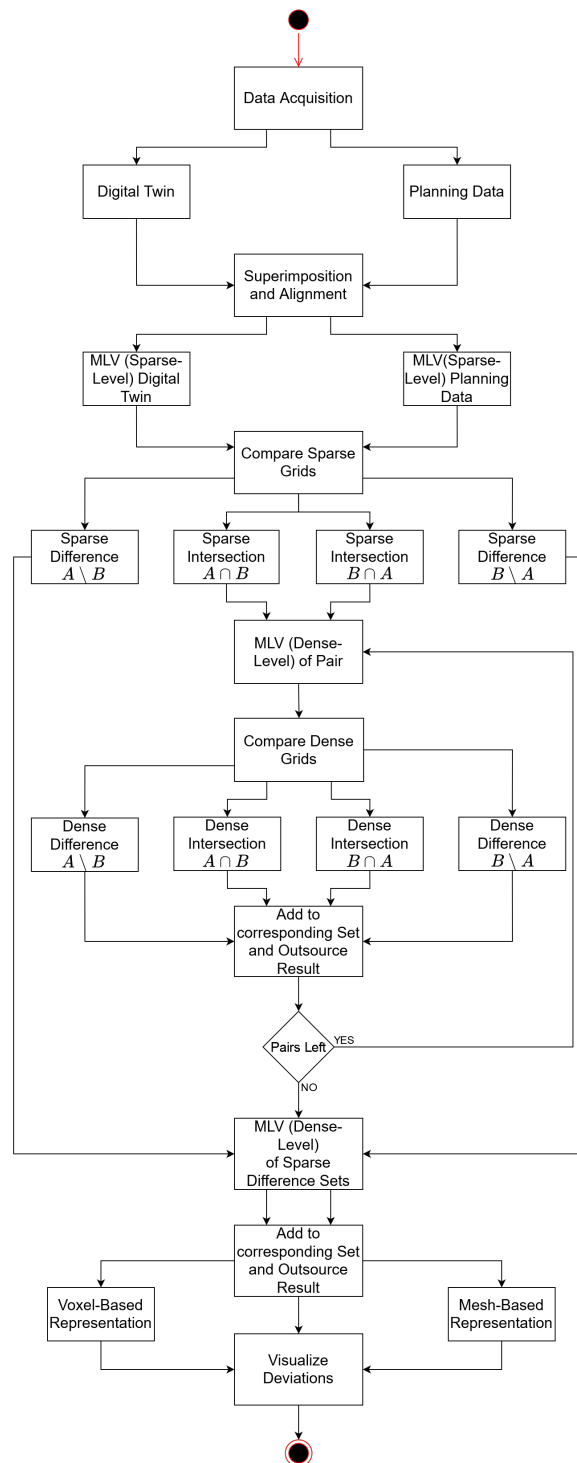 Data Acquisition
Digital Twin
Planning Data
Superimposition
and Alignment
MLV (Sparse-
Level) Digital
Twin
MLV(Sparse-
Level) Planning
Data
Compare Sparse
Grids
Sparse
Difference
A \ B
Sparse
Intersection
A ∩ B
Sparse
Intersection
B ∩ A
Sparse
Difference
B \ A
MLV (Dense-
Level) of Pair
Compare Dense
Grids
Dense
Difference
A \ B
Dense
Intersection
A ∩ B
Dense
Intersection
B ∩ A
Dense
Difference
B \ A
Add to
corresponding Set
and Outsource
Result
Pairs Left
YES
NO
MLV (Dense-
Level)
of Sparse
Difference Sets
Add to
corresponding Set
and Outsource
Result
Voxel-Based
Representation
Mesh-Based
Representation
Visualize
Deviations